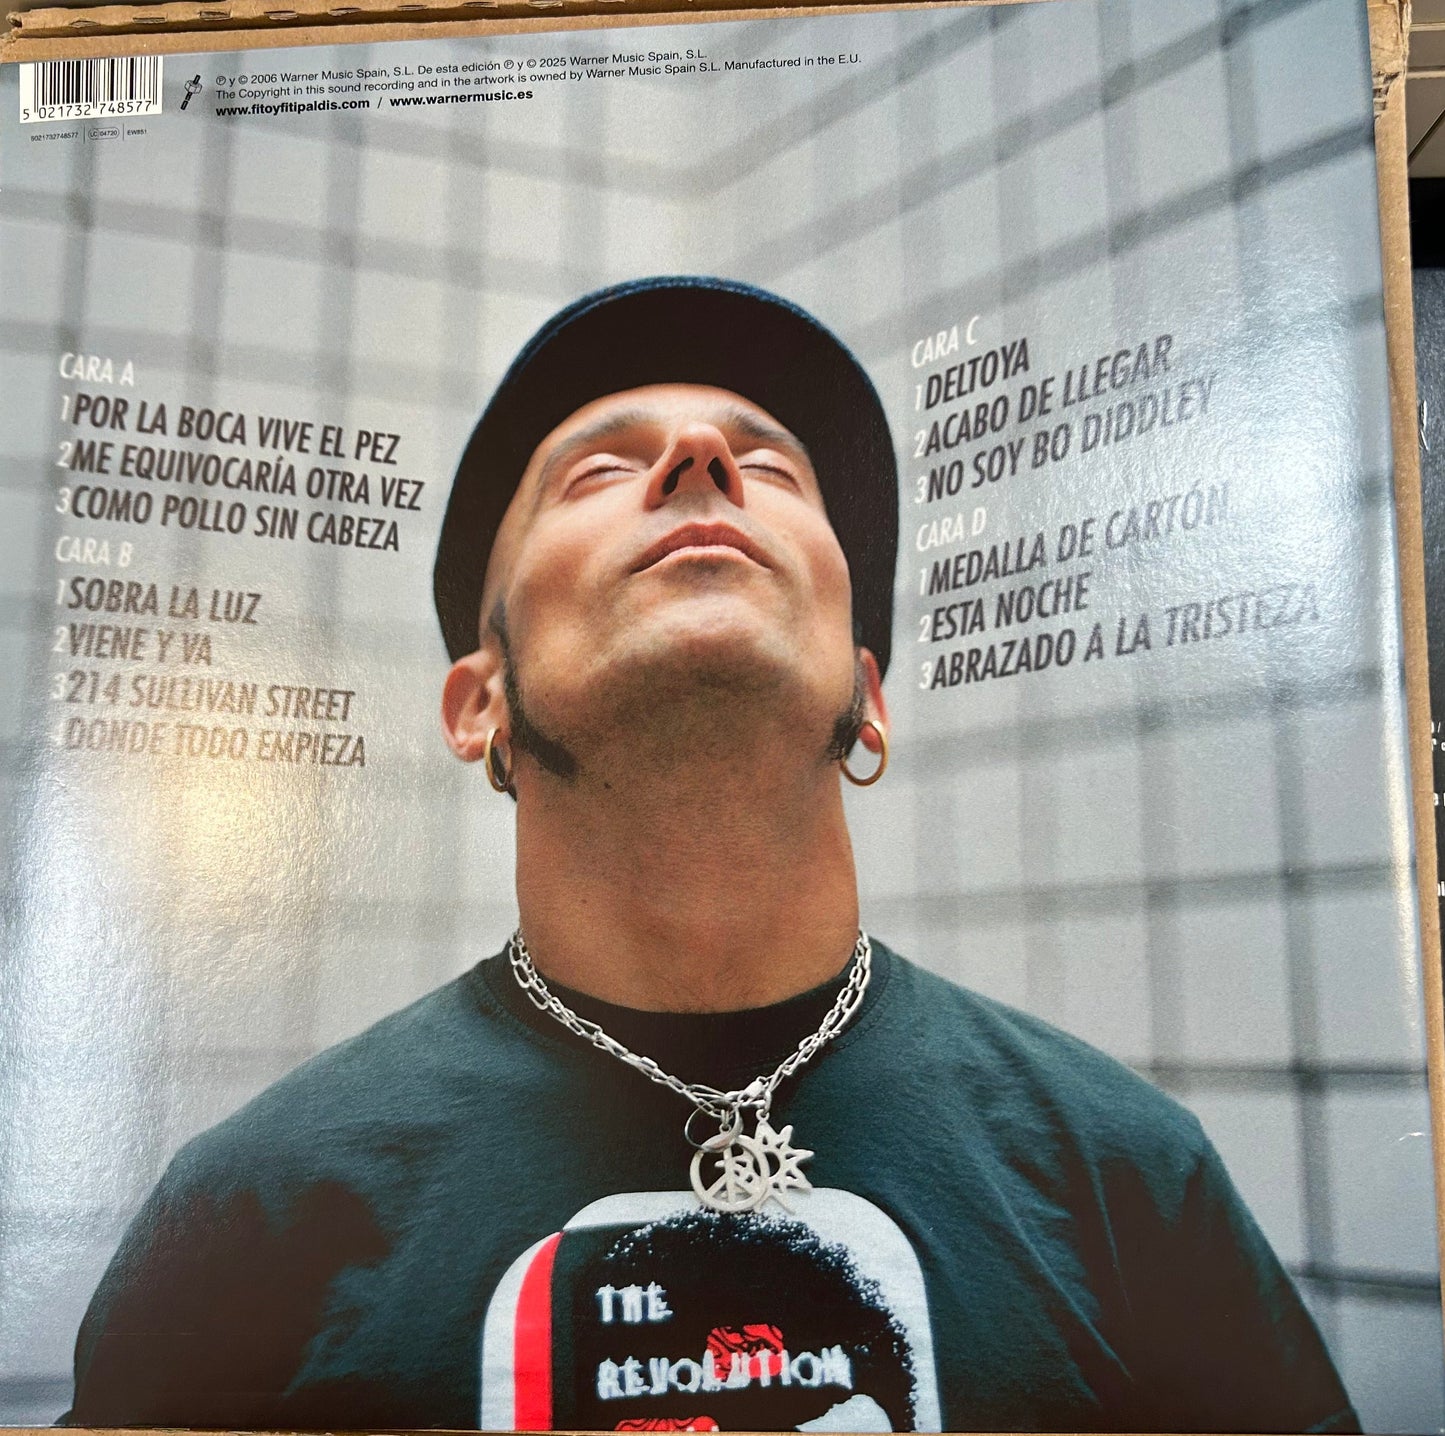 5 021732 748577
5021732748577 LC 04720 EW851
℗ y © 2006 Warner Music Spain, S.L. De esta edición ℗ y © 2025 Warner Music Spain, S.L.
The Copyright in this sound recording and in the artwork is owned by Warner Music Spain S.L. Manufactured in the E.U.
www.fitoyfitipaldis.com / www.warnermusic.es
CARA A
1 POR LA BOCA VIVE EL PEZ
2 ME EQUIVOCARÍA OTRA VEZ
3 COMO POLLO SIN CABEZA
CARA B
1 SOBRA LA LUZ
2 VIENE Y VA
3 214 SULLIVAN STREET
DONDE TODO EMPIEZA
CARA C
1 DELTOYA
2 ACABO DE LLEGAR
3 NO SOY BO DIDDLEY
CARA D
1 MEDALLA DE CARTÓN
2 ESTA NOCHE
3 ABRAZADO A LA TRISTEZA
THE
REVOLUTION